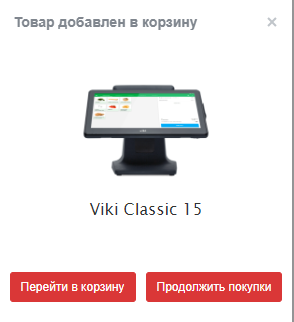 Товар добавлен в корзину
×
Viki Classic 15
Перейти в корзину
Продолжить покупки